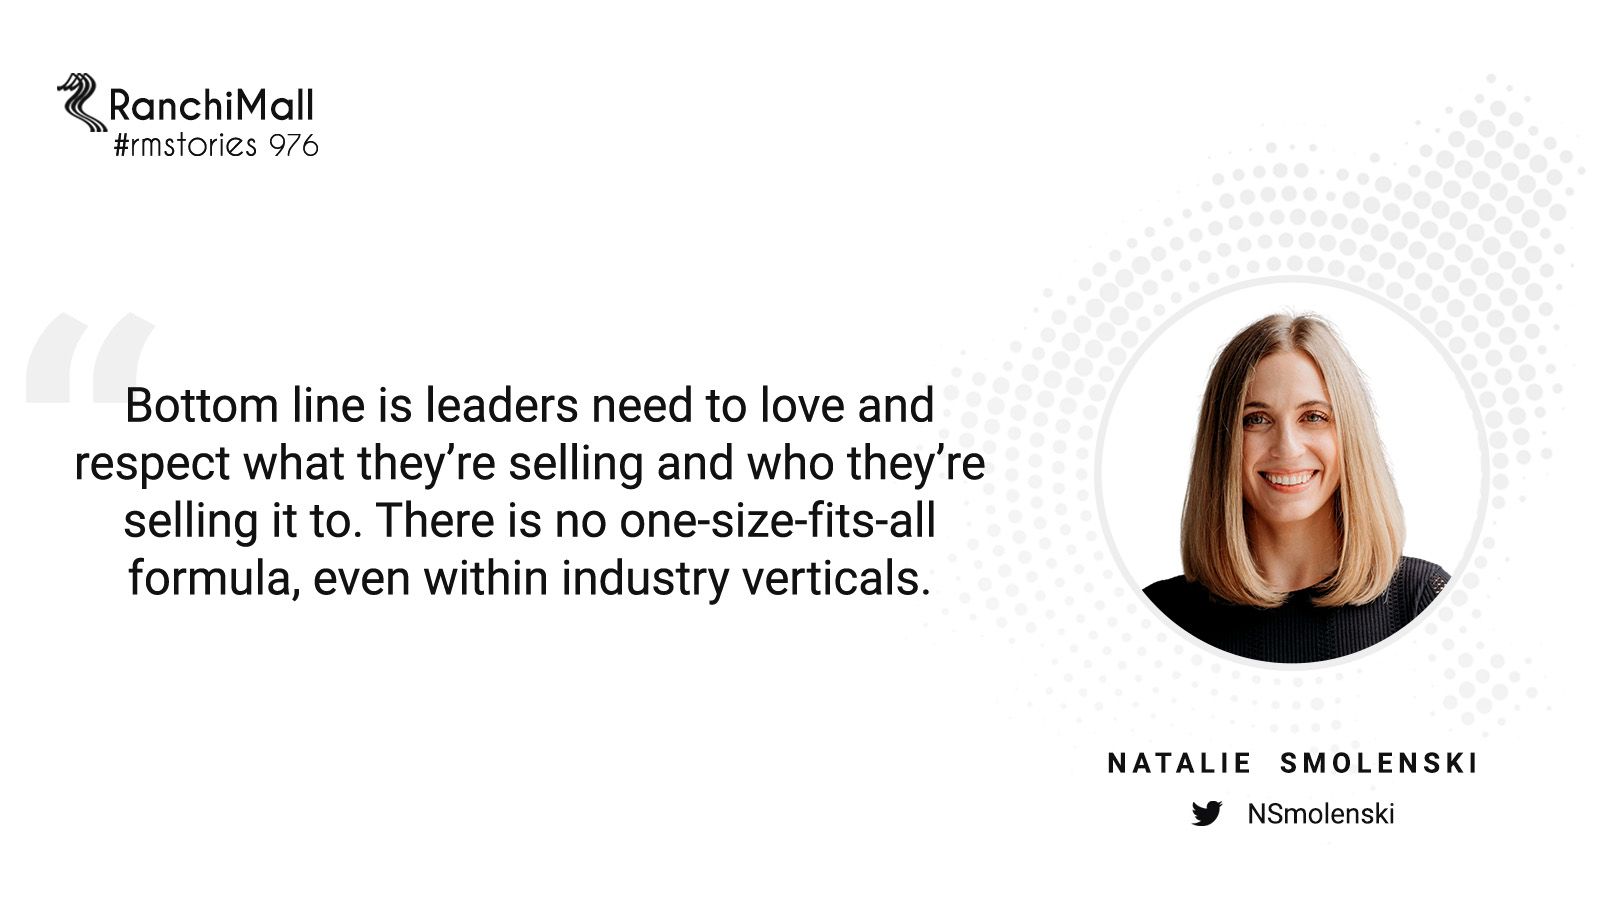 RanchiMall
#rmstories 976
“
Bottom line is leaders need to love and
respect what they’re selling and who they’re
selling it to. There is no one-size-fits-all
formula, even within industry verticals.
NATALIE SMOLENSKI
NSmolenski